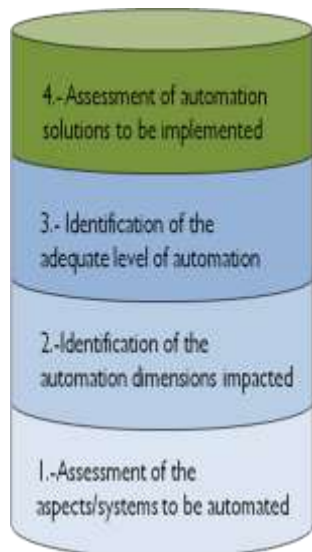 4.-Assessment of automation
solutions to be implemented
3.- Identification of the
adequate level of automation
2.-Identification of the
automation dimensions impacted
1.-Assessment of the
aspects/systems to be automated